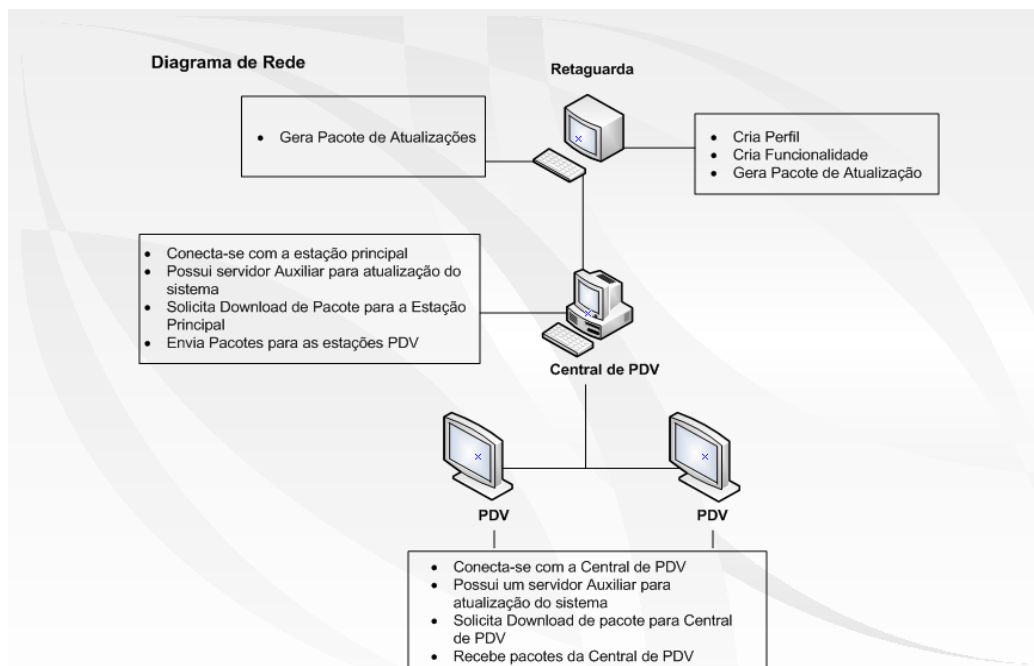 Diagrama de Rede
Retaguarda
• Gera Pacote de Atualizações
• Cria Perfil
• Cria Funcionalidade
• Gera Pacote de Atualização
• Conecta-se com a estação principal
• Possui servidor Auxiliar para atualização do
sistema
• Solicita Download de Pacote para a Estação
Principal
• Envia Pacotes para as estações PDV
Central de PDV
PDV
PDV
• Conecta-se com a Central de PDV
• Possui um servidor Auxiliar para
atualização do sistema
• Solicita Download de pacote para Central
de PDV
• Recebe pacotes da Central de PDV